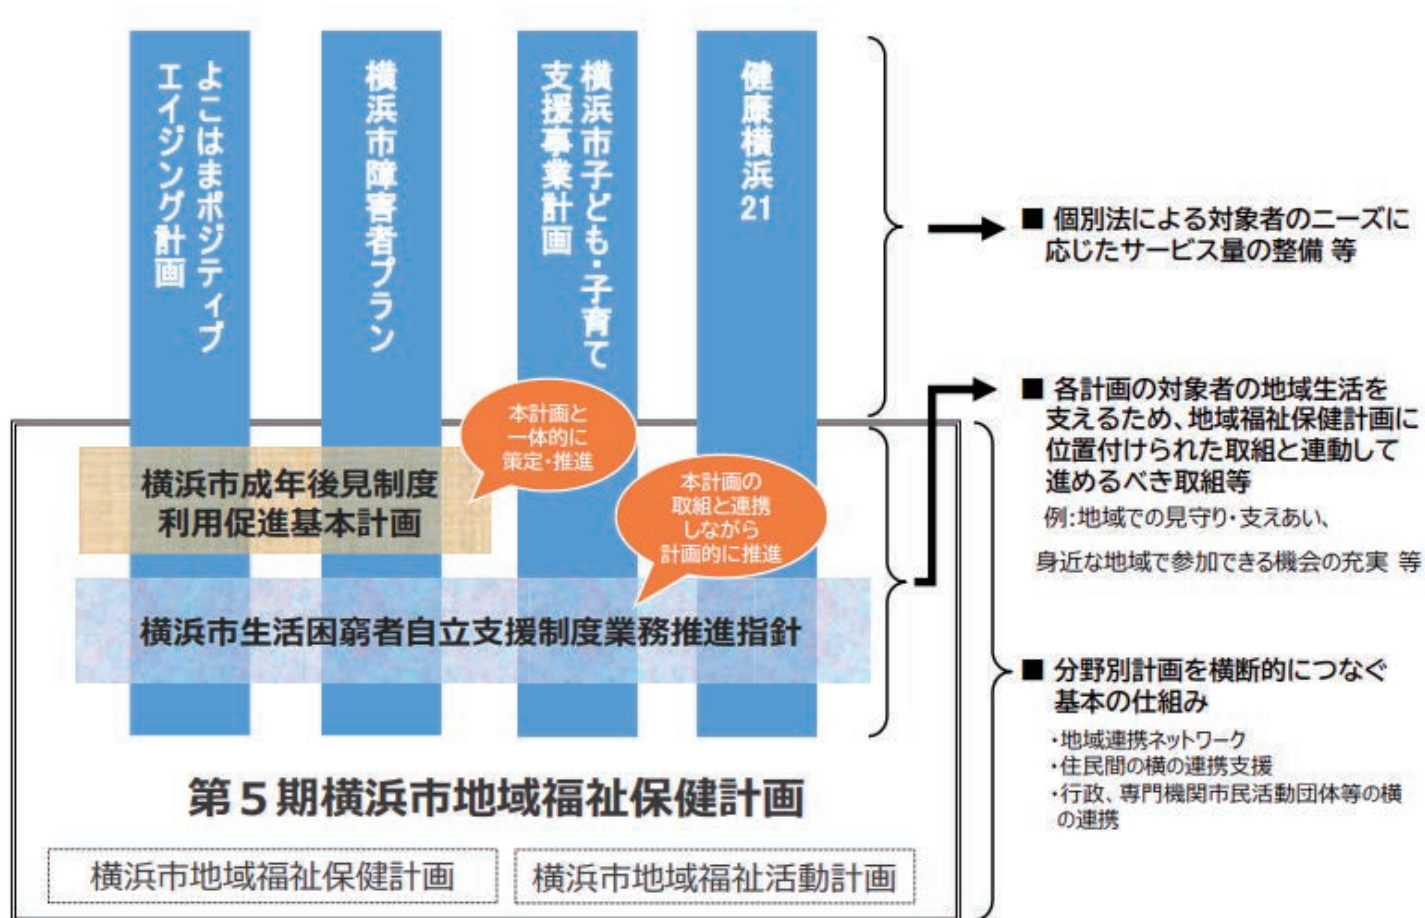 よこはまポジティブ
エイジング計画
横浜市障害者プラン
横浜市子ども・子育て
支援事業計画
健康横浜21
■ 個別法による対象者のニーズに
応じたサービス量の整備 等
本計画と
一体的に
策定・推進
■ 各計画の対象者の地域生活を
支えるため、地域福祉保健計画に
位置付けられた取組と連動して
進めるべき取組等
例:地域での見守り・支えあい、
身近な地域で参加できる機会の充実 等
横浜市成年後見制度
利用促進基本計画
本計画の
取組と連携
しながら
計画的に推進
横浜市生活困窮者自立支援制度業務推進指針
■ 分野別計画を横断的につなぐ
基本の仕組み
・地域連携ネットワーク
・住民間の横の連携支援
・行政、専門機関市民活動団体等の横
の連携
第5期横浜市地域福祉保健計画
横浜市地域福祉保健計画
横浜市地域福祉活動計画